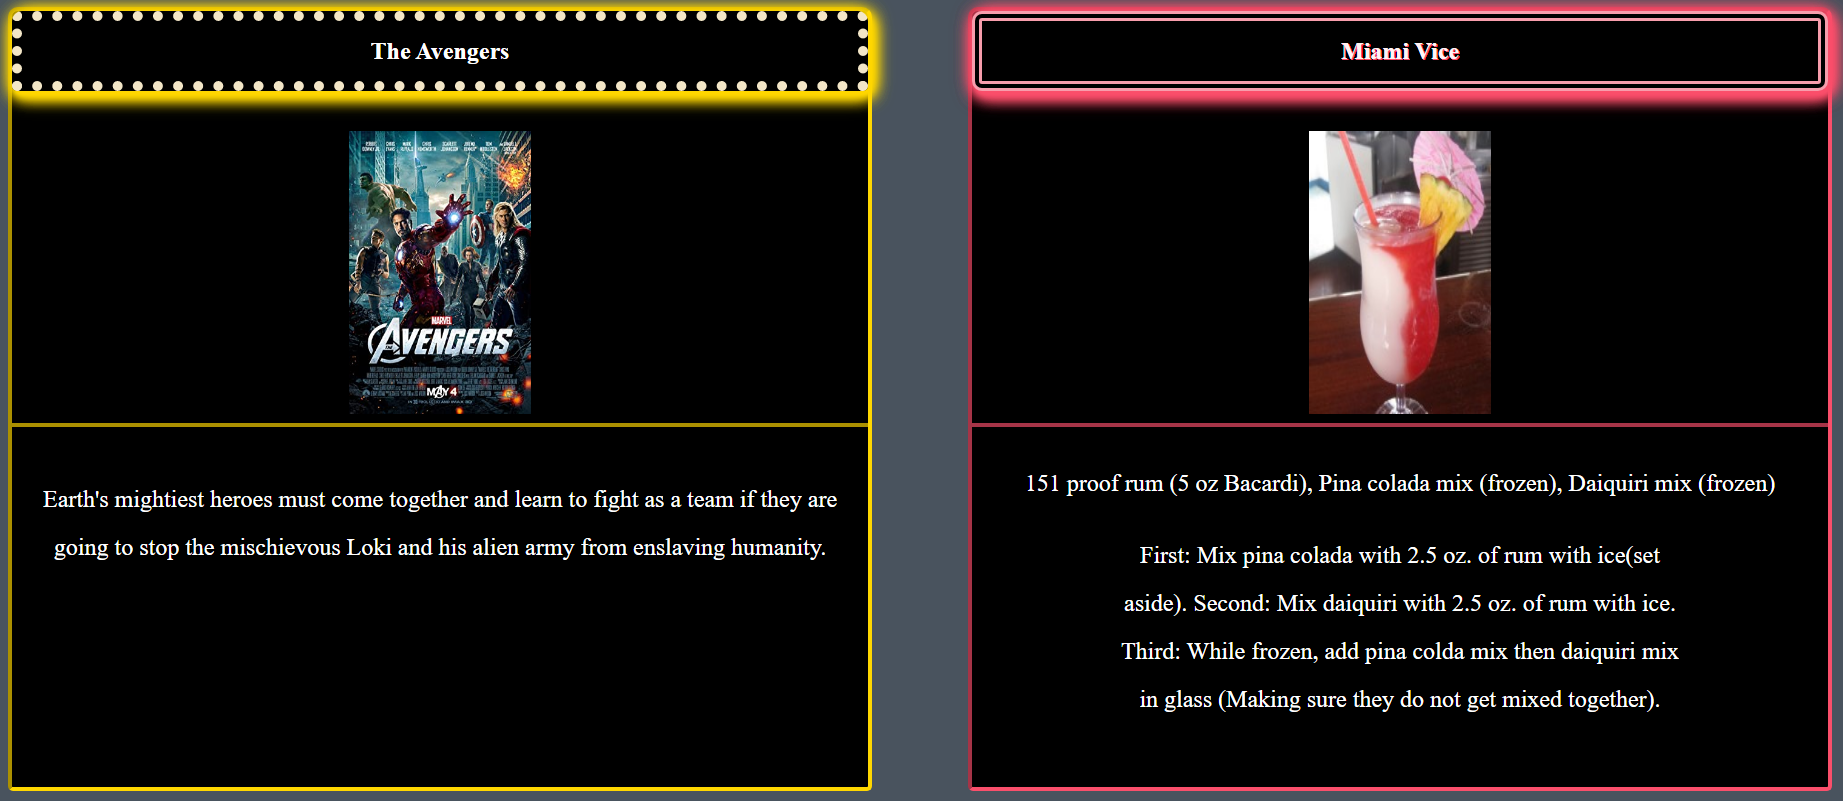 The Avengers
MARVEL
AVENGERS
MAY 4
Earth's mightiest heroes must come together and learn to fight as a team if they are
going to stop the mischievous Loki and his alien army from enslaving humanity.
Miami Vice
151 proof rum (5 oz Bacardi), Pina colada mix (frozen), Daiquiri mix (frozen)
First: Mix pina colada with 2.5 oz. of rum with ice(set
aside). Second: Mix daiquiri with 2.5 oz. of rum with ice.
Third: While frozen, add pina colda mix then daiquiri mix
in glass (Making sure they do not get mixed together).